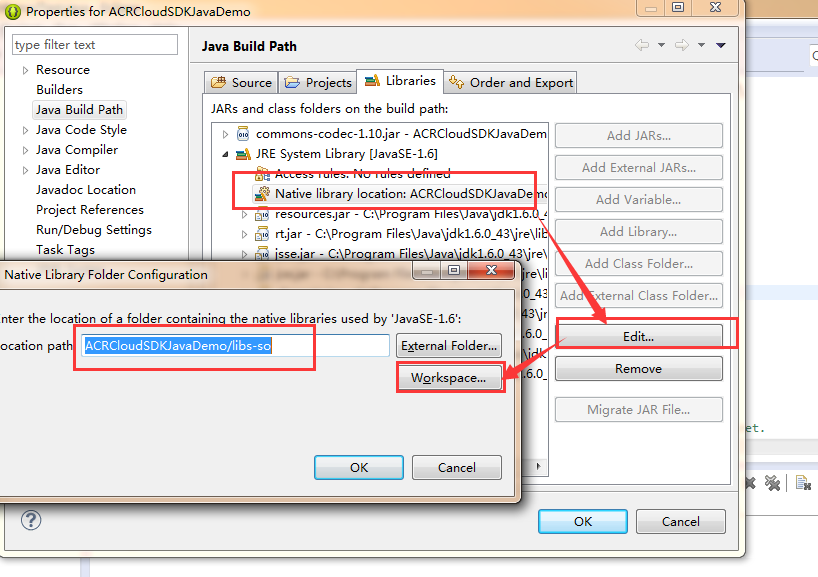 Properties for ACRCloudSDKJavaDemo
type filter text
Resource
Builders
Java Build Path
Java Code Style
Java Compiler
Java Editor
Javadoc Location
Project References
Run/Debug Settings
Task Tags
Java Build Path
Source
Projects
Libraries
Order and Export
JARs and class folders on the build path:
commons-codec-1.10.jar - ACRCloudSDKJavaDem
JRE System Library [JavaSE-1.6]
Access rules: No rules defined
Native library location: ACRCloudSDKJavaDemo
resources.jar - C:\Program Files\Java\jdk1.6.0_4
rt.jar - C:\Program Files\Java\jdk1.6.0_43\jre\lib
jsse.jar - C:\Program Files\Java\jdk1.6.0_43\jre
Add JARs...
Add External JARs...
Add Variable...
Add Library...
Add Class Folder...
Add External Class Folder...
Edit...
Remove
Migrate JAR File...
Native Library Folder Configuration
Enter the location of a folder containing the native libraries used by 'JavaSE-1.6':
ocation path:
ACRCloudSDKJavaDemo/libs-so
External Folder...
Workspace...
OK
Cancel
OK
Cancel
et.